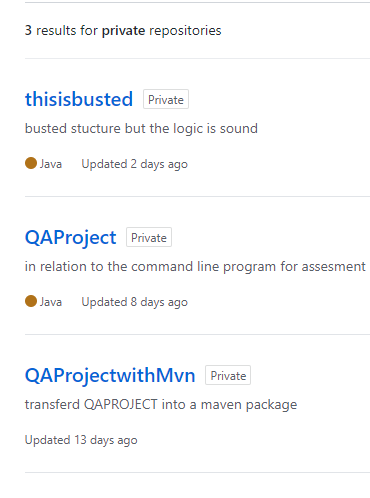 3 results for private repositories
thisisbusted Private
busted stucture but the logic is sound
Java Updated 2 days ago
QAProject Private
in relation to the command line program for assesment
Java Updated 8 days ago
QAProjectwithMvn Private
transferd QAPROJECT into a maven package
Updated 13 days ago